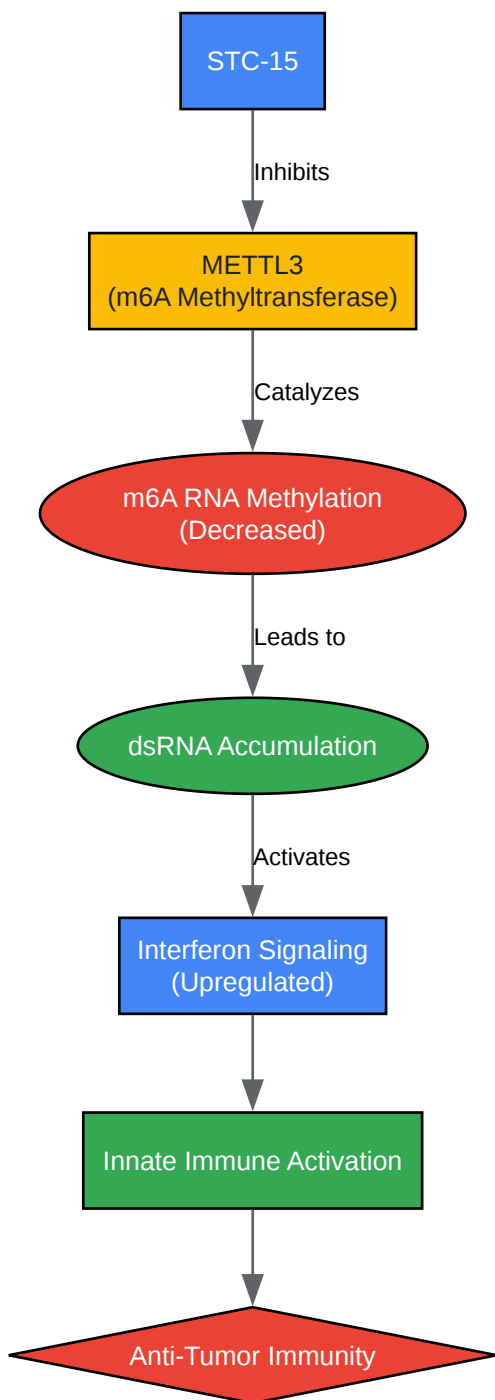 STC-15
Inhibits
METTL3
(m6A Methyltransferase)
Catalyzes
m6A RNA Methylation
(Decreased)
Leads to
dsRNA Accumulation
Activates
Interferon Signaling
(Upregulated)
Innate Immune Activation
Anti-Tumor Immunity